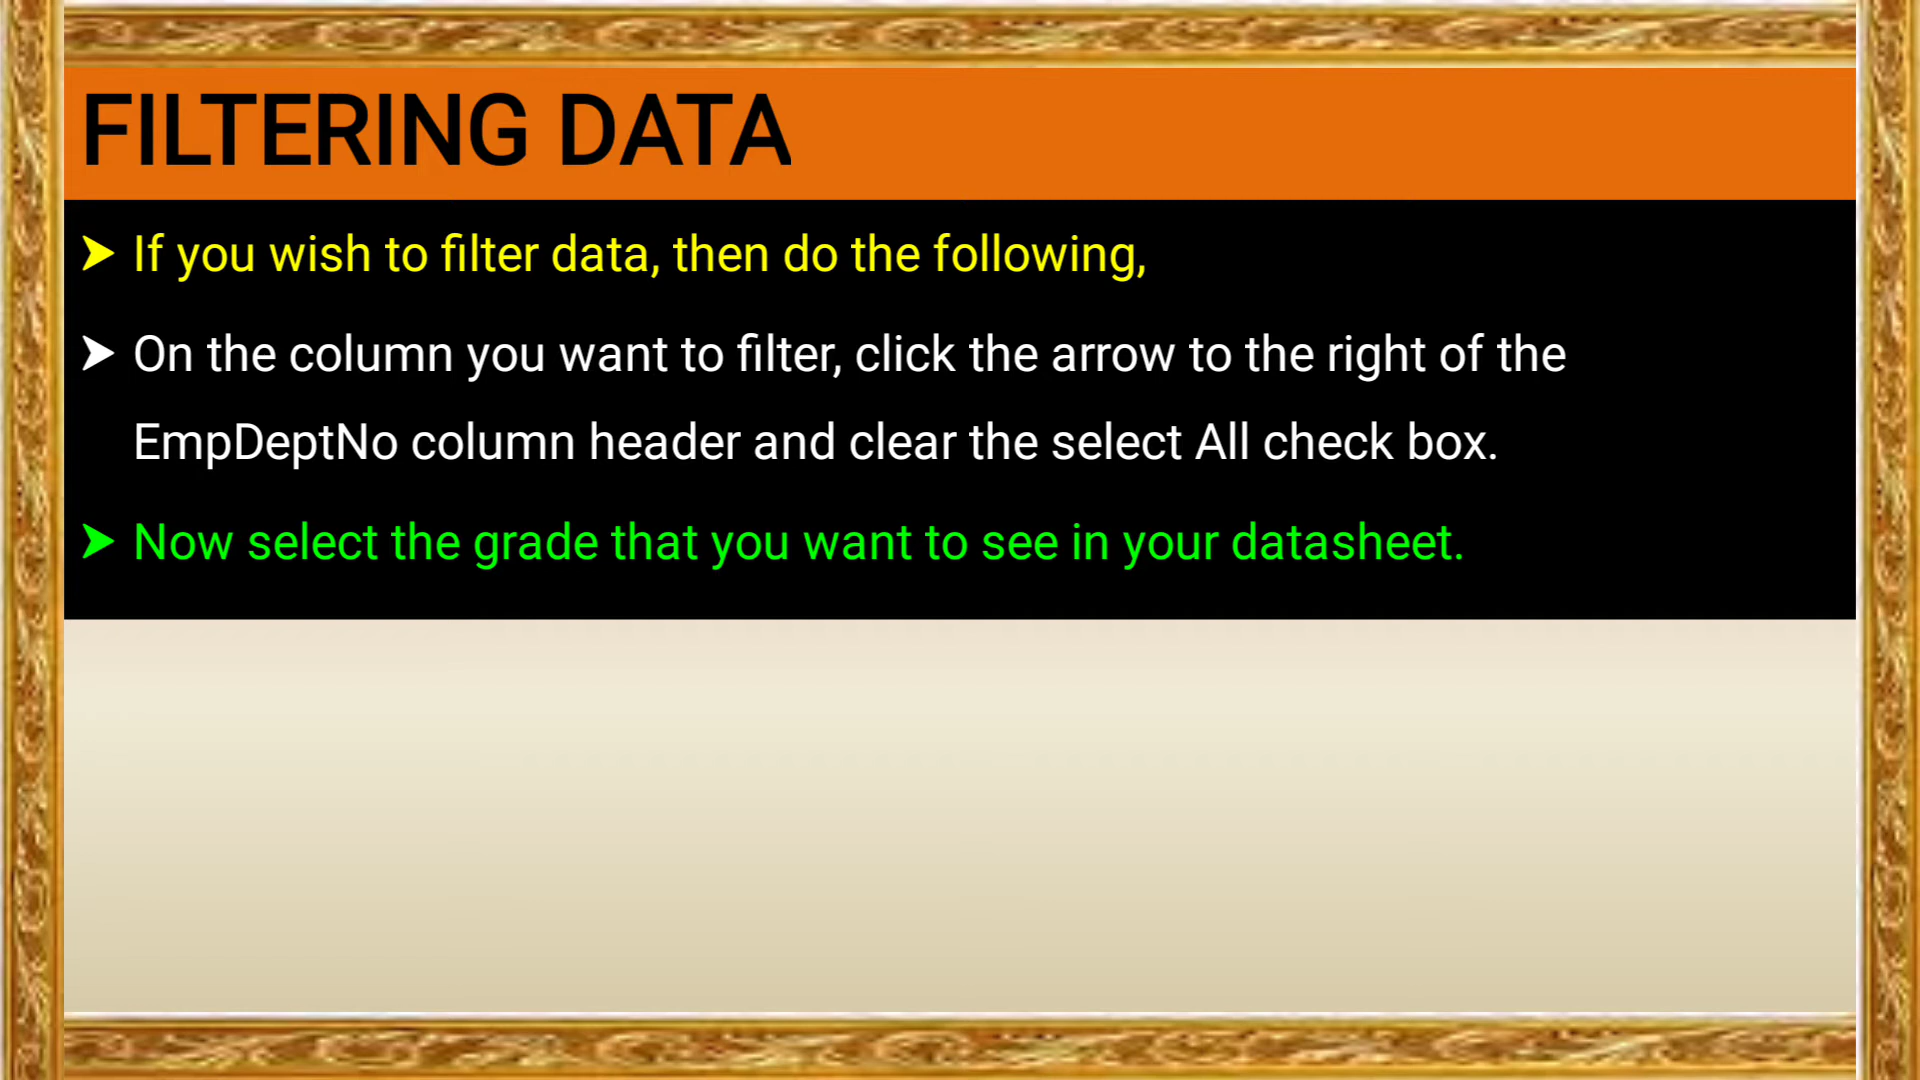 FILTERING DATA
➤ If you wish to filter data, then do the following,
➤ On the column you want to filter, click the arrow to the right of the
EmpDeptNo column header and clear the select All check box.
➤ Now select the grade that you want to see in your datasheet.